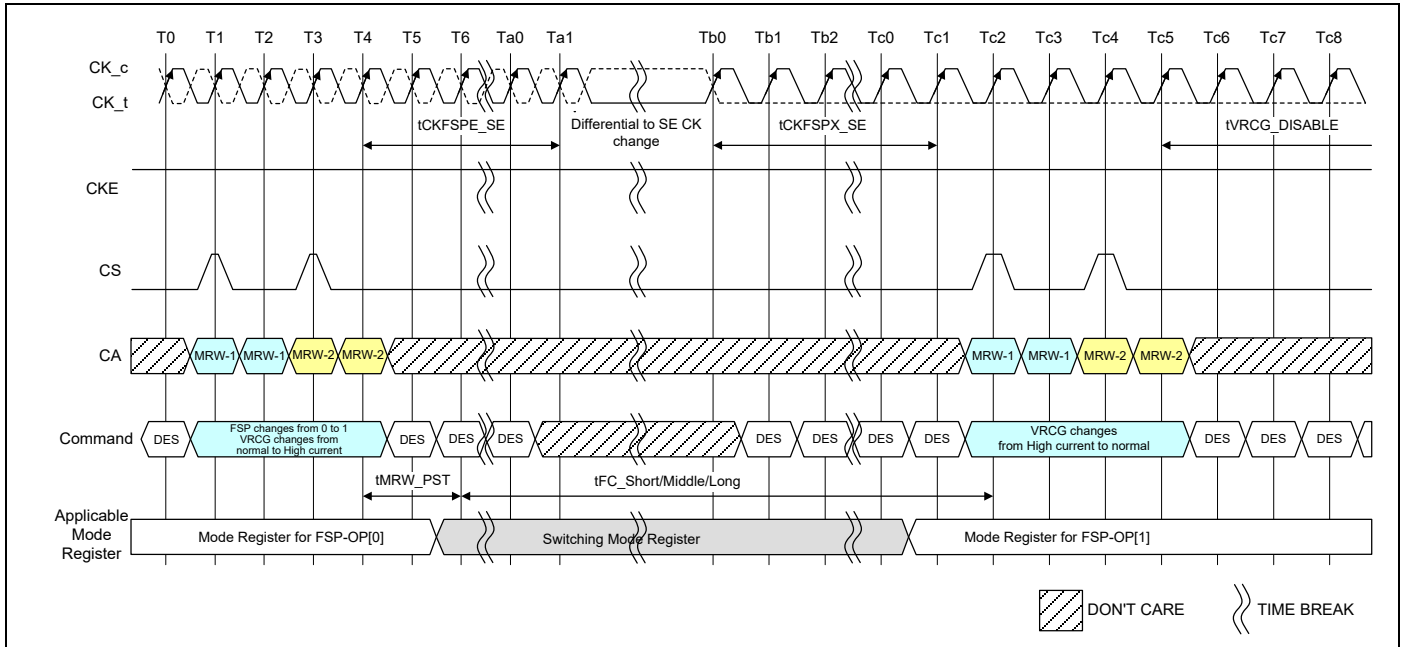 T0 T1 T2 T3 T4 T5 T6 Ta0 Ta1 Tb0 Tb1 Tb2 Tc0 Tc1 Tc2 Tc3 Tc4 Tc5 Tc6 Tc7 Tc8
CK_c
CK_t
tCKFSPE_SE
Differential to SE CK
change
tCKFSPX_SE
tVRCG_DISABLE
CKE
CS
CA
MRW-1 MRW-1 MRW-2 MRW-2 MRW-1 MRW-1 MRW-2 MRW-2
Command
DES
FSP changes from 0 to 1
VRCG changes from
normal to High current
DES DES DES DES DES DES DES
VRCG changes
from High current to normal
DES DES DES
tMRW_PST
tFC_Short/Middle/Long
Applicable
Mode
Register
Mode Register for FSP-OP[0]
Switching Mode Register
Mode Register for FSP-OP[1]
DON'T CARE
TIME BREAK